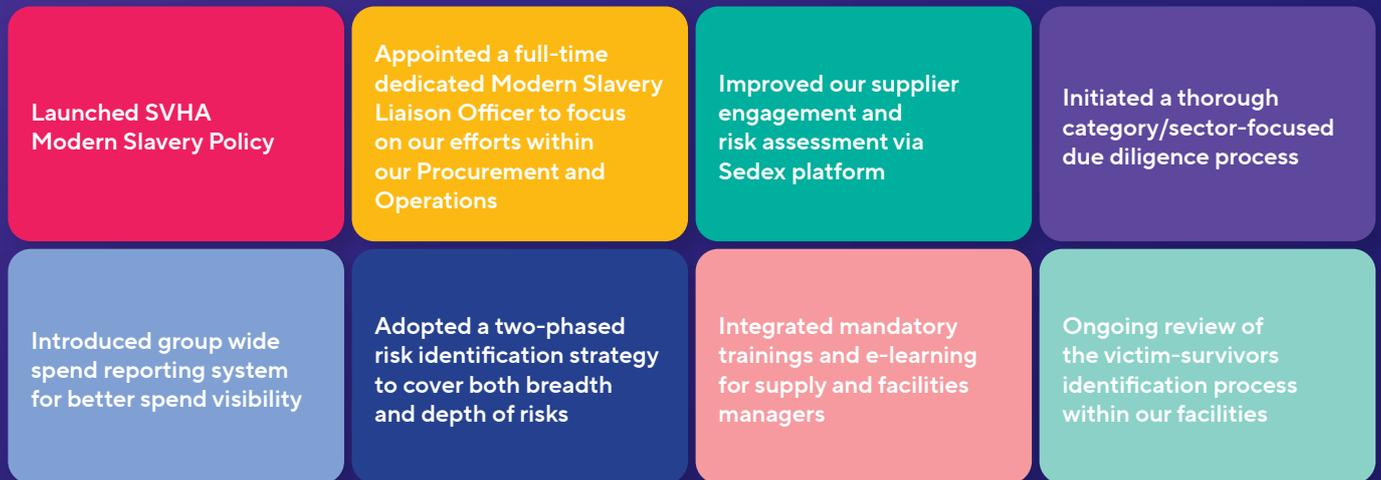 Launched SVHA
Modern Slavery Policy
Appointed a full-time
dedicated Modern Slavery
Liaison Officer to focus
on our efforts within
our Procurement and
Operations
Improved our supplier
engagement and
risk assessment via
Sedex platform
Initiated a thorough
category/sector-focused
due diligence process
Introduced group wide
spend reporting system
for better spend visibility
Adopted a two-phased
risk identification strategy
to cover both breadth
and depth of risks
Integrated mandatory
trainings and e-learning
for supply and facilities
managers
Ongoing review of
the victim-survivors
identification process
within our facilities